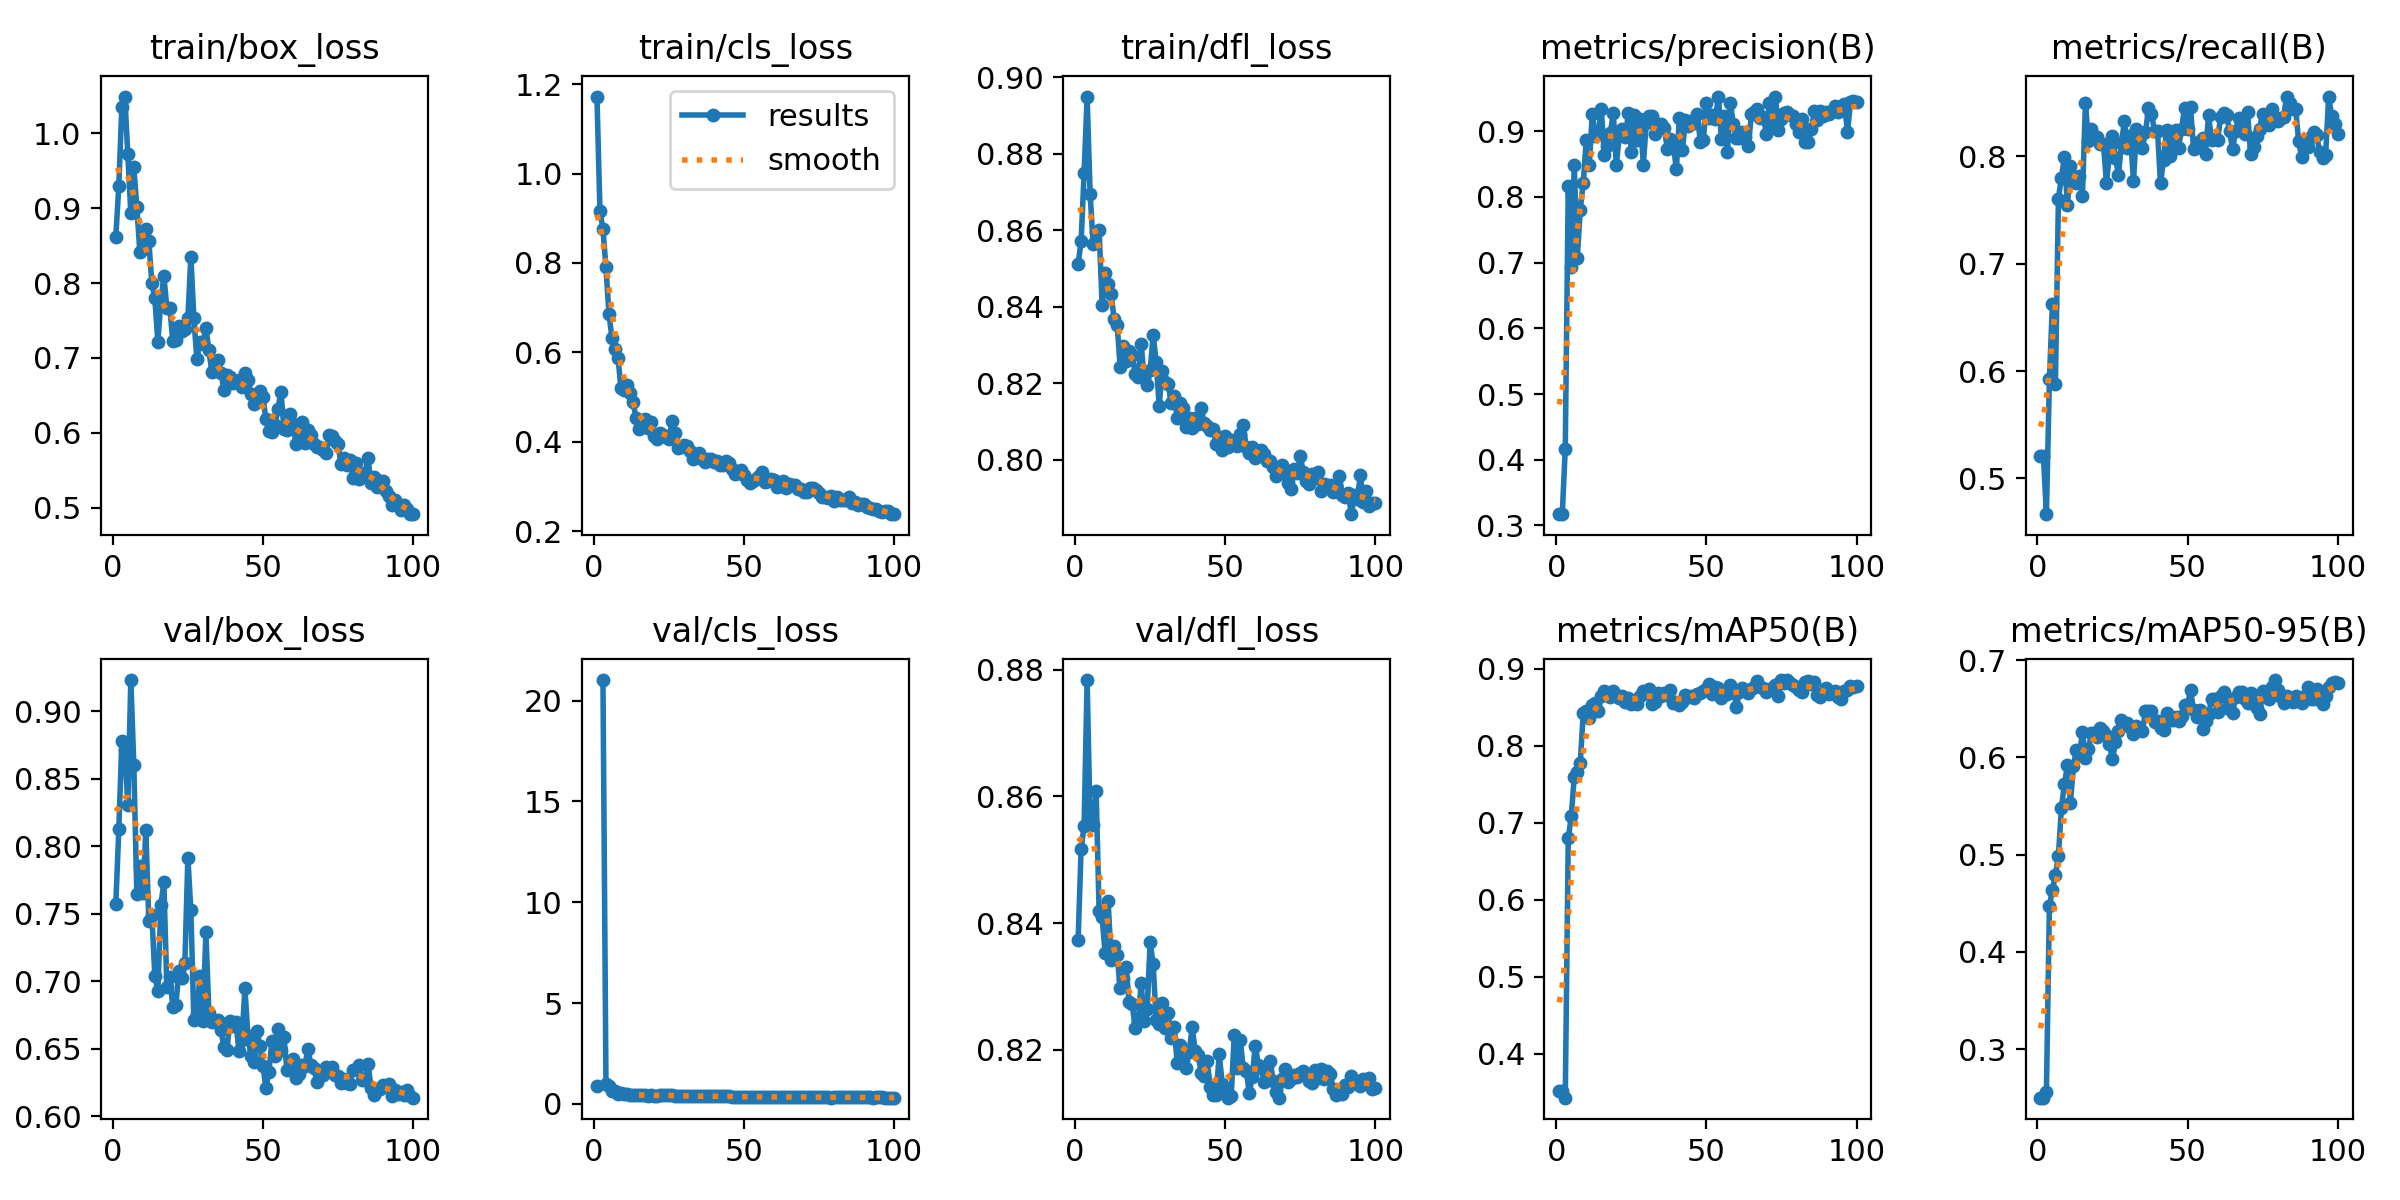 train/box_loss
train/cls_loss
train/dfl_loss
metrics/precision(B)
metrics/recall(B)
1.0
0.9
0.8
0.7
0.6
0.5
0 50 100
1.2
1.0
0.8
0.6
0.4
0.2
0 50 100
results
smooth
0.90
0.88
0.86
0.84
0.82
0.80
0 50 100
0.9
0.8
0.7
0.6
0.5
0.4
0.3
0 50 100
0.8
0.7
0.6
0.5
0 50 100
val/box_loss
val/cls_loss
val/dfl_loss
metrics/mAP50(B)
metrics/mAP50-95(B)
0.90
0.85
0.80
0.75
0.70
0.65
0.60
0 50 100
20
15
10
5
0
0 50 100
0.88
0.86
0.84
0.82
0 50 100
0.9
0.8
0.7
0.6
0.5
0.4
0 50 100
0.7
0.6
0.5
0.4
0.3
0 50 100